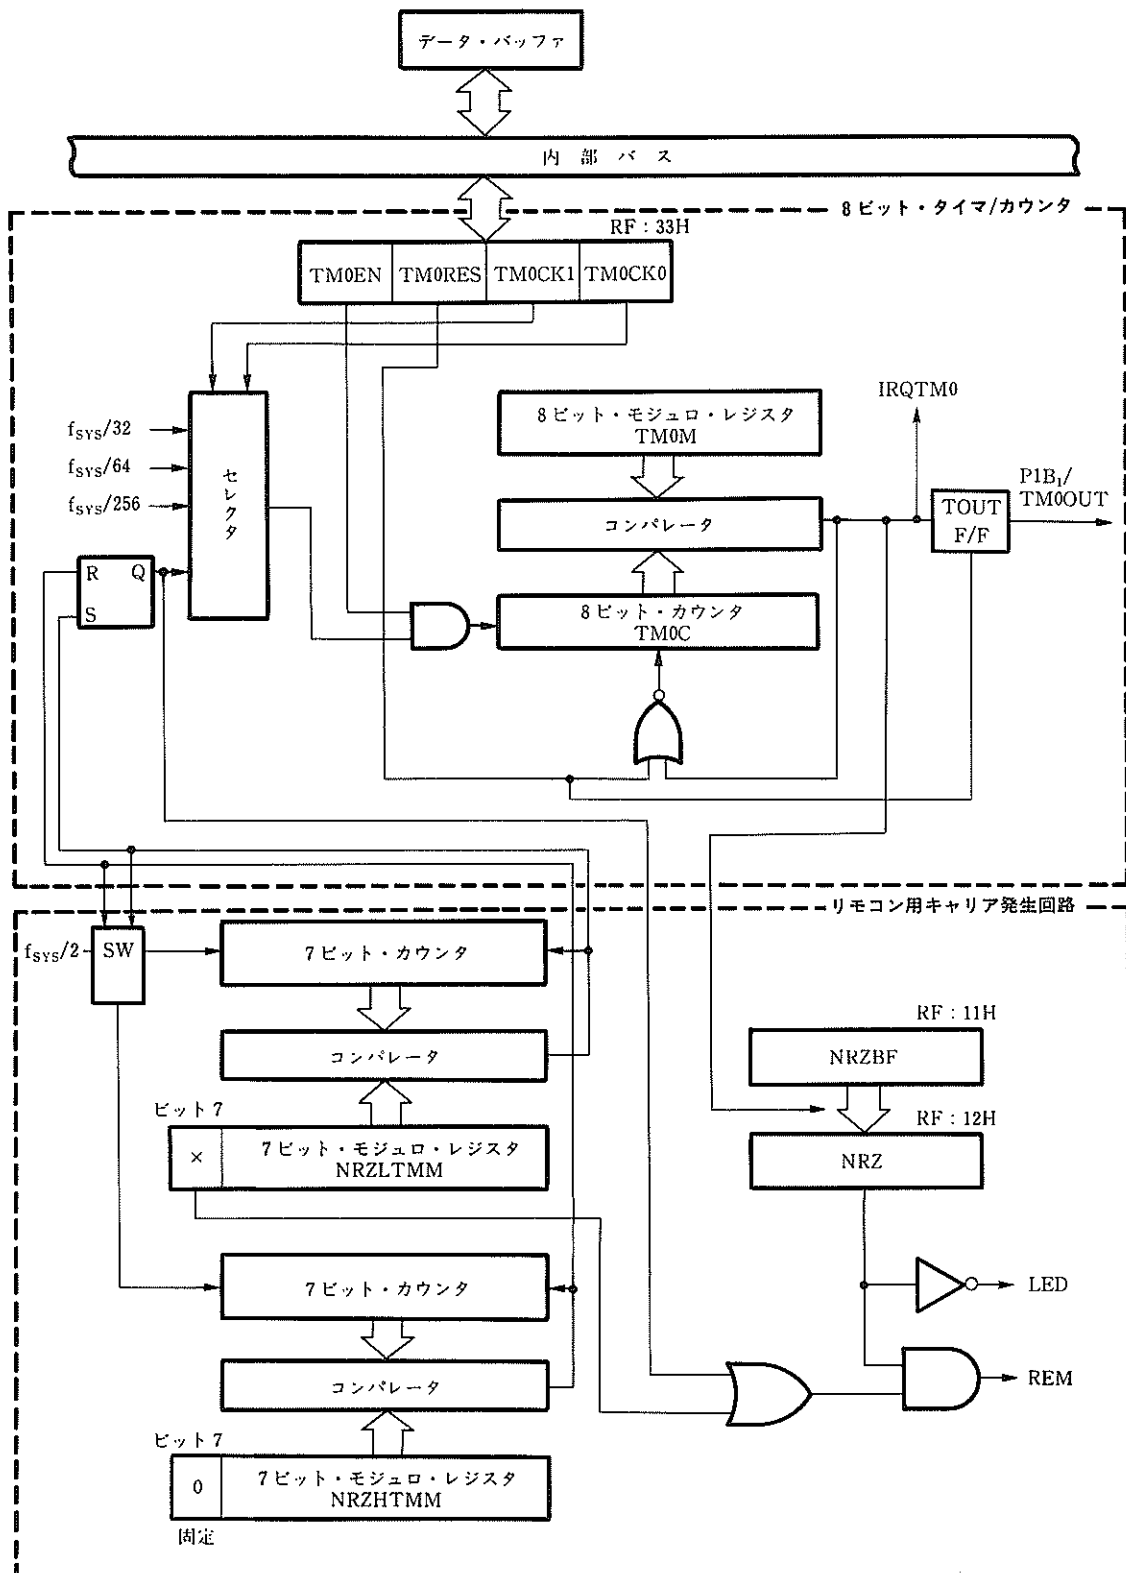 データ・バッファ
内部バス
8ビット・タイマ/カウンタ
RF : 33H
TM0EN
TM0RES
TM0CK1
TM0CK0
fSYS/32
fSYS/64
fSYS/256
セレクタ
8ビット・モジュロ・レジスタ
TM0M
IRQTM0
コンパレータ
TOUT
F/F
P1B₁/
TM0OUT
R
Q
S
8ビット・カウンタ
TM0C
リモコン用キャリア発生回路
fSYS/2
SW
7ビット・カウンタ
コンパレータ
ビット7
×
7ビット・モジュロ・レジスタ
NRZLTMM
RF : 11H
NRZBF
RF : 12H
NRZ
7ビット・カウンタ
LED
コンパレータ
REM
ビット7
0
7ビット・モジュロ・レジスタ
NRZHTMM
固定